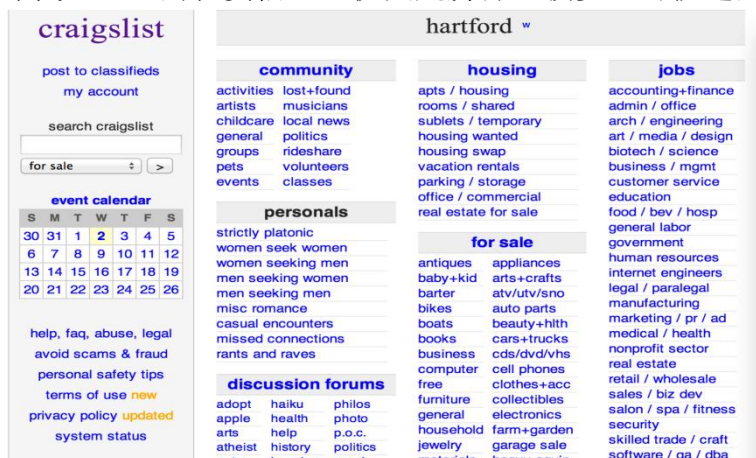 craigslist
post to classifieds
my account
search craigslist
for sale
>
event calendar
S M T W T F S
30 31 1 2 3 4 5
6 7 8 9 10 11 12
13 14 15 16 17 18 19
20 21 22 23 24 25 26
help, faq, abuse, legal
avoid scams & fraud
personal safety tips
terms of use new
privacy policy updated
system status
hartford w
community
activities lost+found
artists musicians
childcare local news
general politics
groups rideshare
pets volunteers
events classes
personals
strictly platonic
women seek women
women seeking men
men seeking women
men seeking men
misc romance
casual encounters
missed connections
rants and raves
discussion forums
adopt haiku philos
apple health photo
arts help p.o.c.
atheist history politics
housing
apts / housing
rooms / shared
sublets / temporary
housing wanted
housing swap
vacation rentals
parking / storage
office / commercial
real estate for sale
for sale
antiques appliances
baby+kid arts+crafts
barter atv/utv/sno
bikes auto parts
boats beauty+hlth
books cars+trucks
business cds/dvd/vhs
computer cell phones
free clothes+acc
furniture collectibles
general electronics
household farm+garden
jewelry garage sale
jobs
accounting+finance
admin / office
arch / engineering
art / media / design
biotech / science
business / mgmt
customer service
education
food / bev / hosp
general labor
government
human resources
internet engineers
legal / paralegal
manufacturing
marketing / pr / ad
medical / health
nonprofit sector
real estate
retail / wholesale
sales / biz dev
salon / spa / fitness
security
skilled trade / craft
software / qa / dba